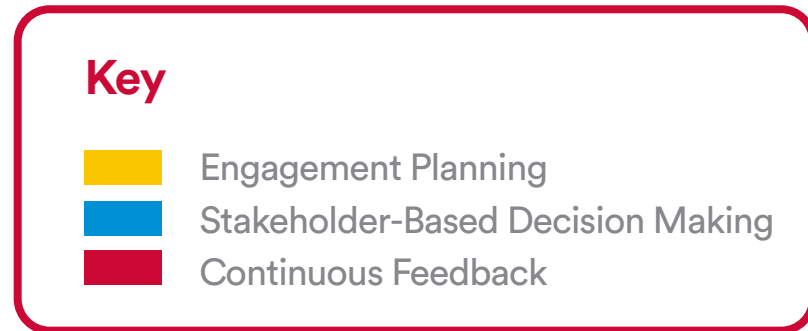 Key
Engagement Planning
Stakeholder-Based Decision Making
Continuous Feedback